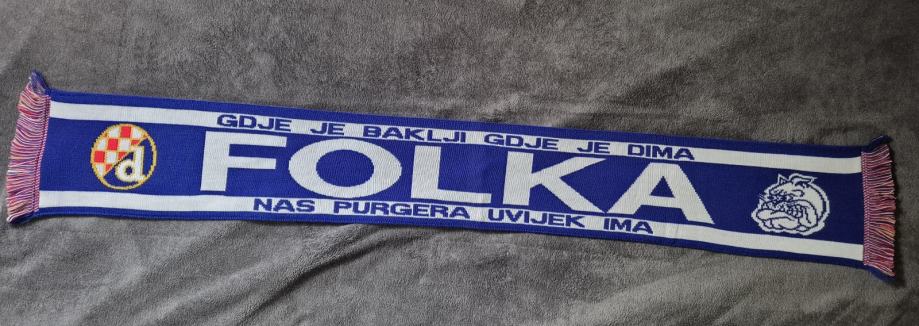 GDJE JE BAKLJI GDJE JE DIMA
d
FOLKA
NAS PURGERA UVIJEK IMA